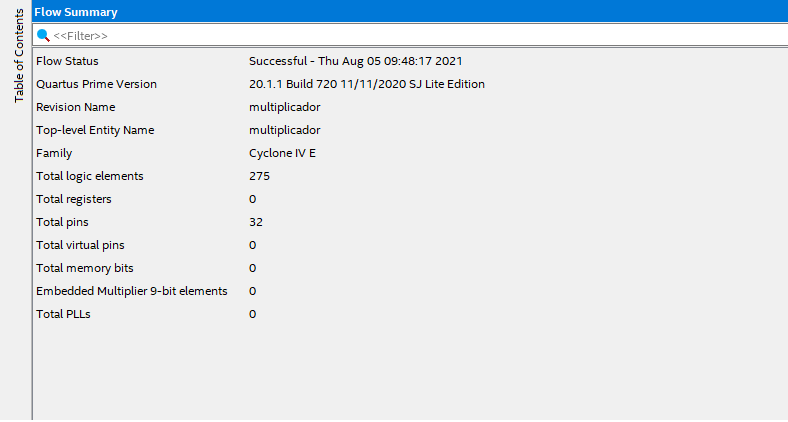 Table of Contents
Flow Summary
<<Filter>>
Flow Status Successful - Thu Aug 05 09:48:17 2021
Quartus Prime Version 20.1.1 Build 720 11/11/2020 SJ Lite Edition
Revision Name multiplicador
Top-level Entity Name multiplicador
Family Cyclone IV E
Total logic elements 275
Total registers 0
Total pins 32
Total virtual pins 0
Total memory bits 0
Embedded Multiplier 9-bit elements 0
Total PLLs 0